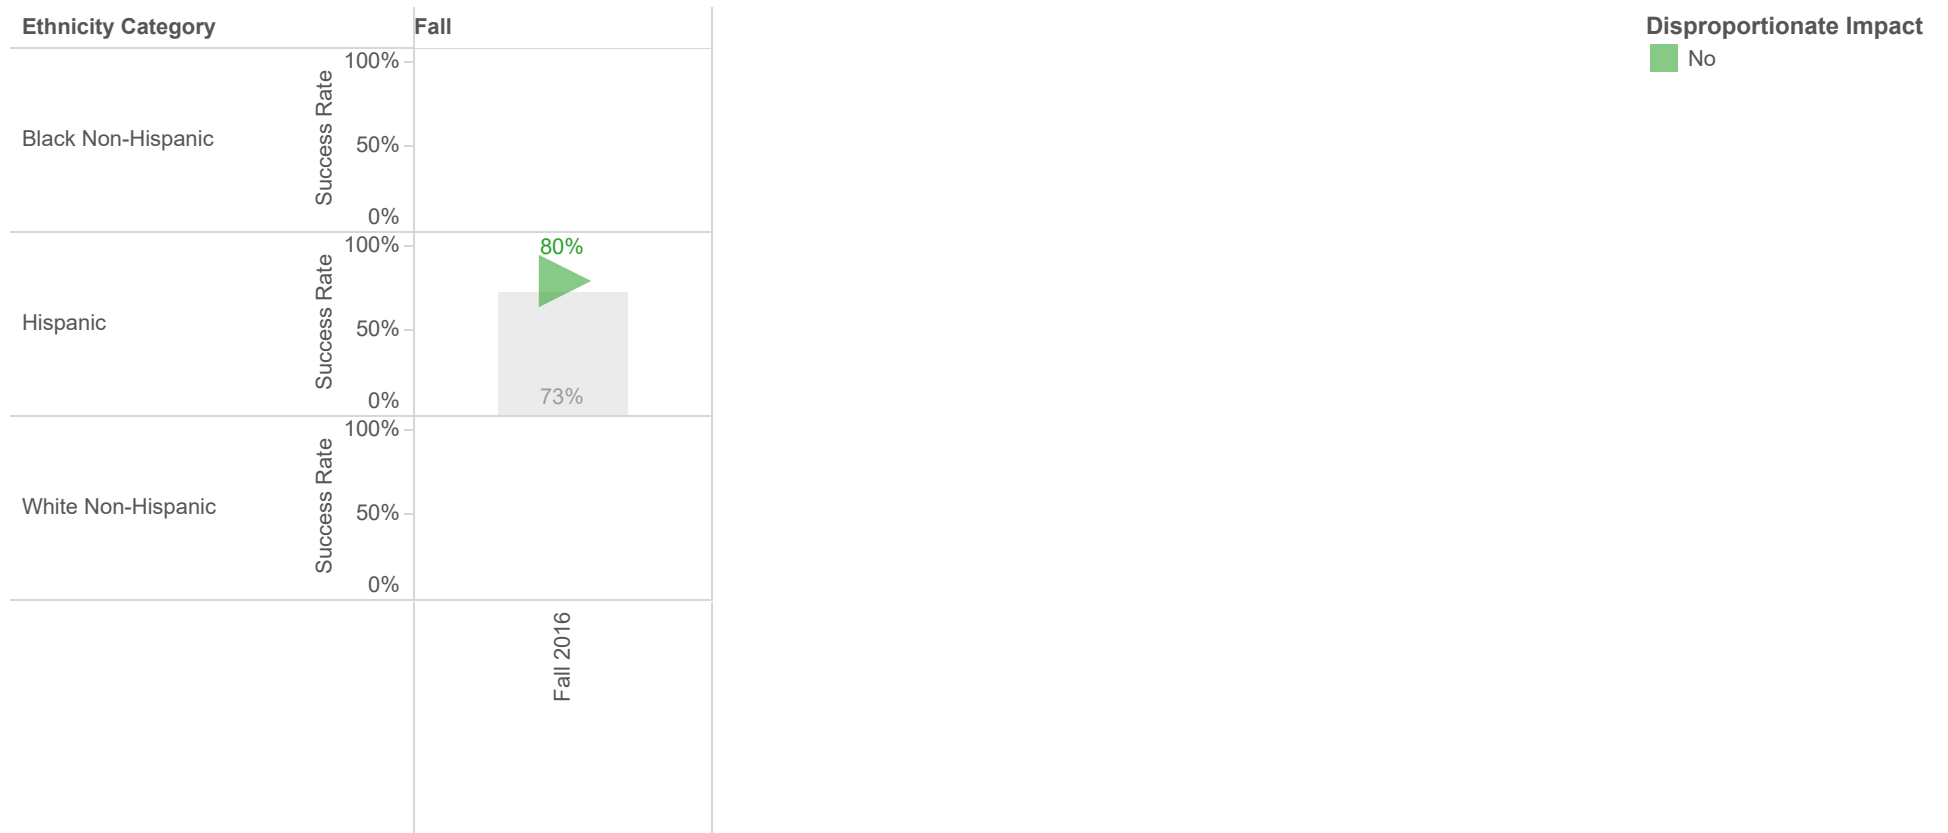 Ethnicity Category
Fall
Disproportionate Impact
No
Black Non-Hispanic
Success Rate
100%
50%
0%
Hispanic
Success Rate
100%
50%
0%
80%
73%
White Non-Hispanic
Success Rate
100%
50%
0%
Fall 2016